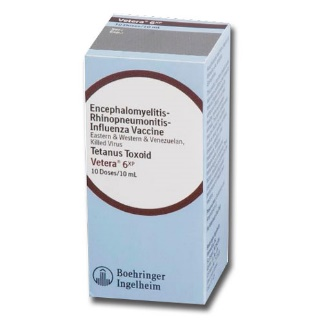 Encephalomyelitis-
Rhinopneumonitis-
Influenza Vaccine
Eastern & Western & Venezuelan,
Killed Virus
Tetanus Toxoid
Vetera® 6XP
10 Doses/10 mL
Boehringer
Ingelheim